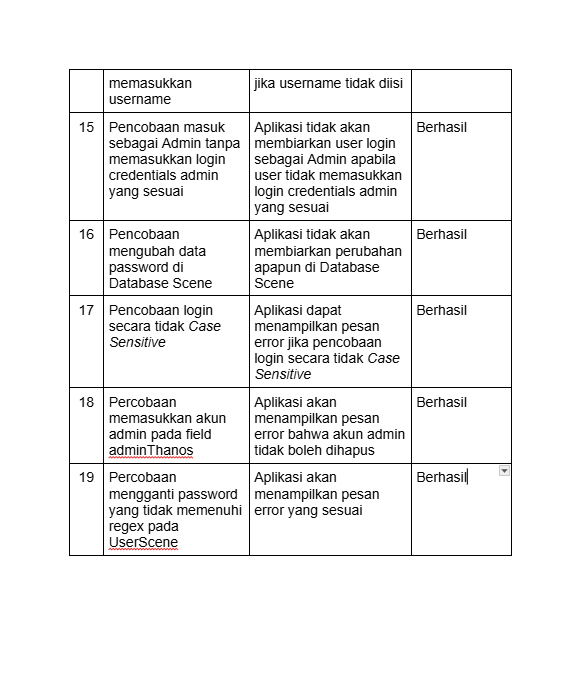 memasukkan
username
jika username tidak diisi
15
Pencobaan masuk
sebagai Admin tanpa
memasukkan login
credentials admin
yang sesuai
Aplikasi tidak akan
membiarkan user login
sebagai Admin apabila
user tidak memasukkan
login credentials admin
yang sesuai
Berhasil
16
Pencobaan
mengubah data
password di
Database Scene
Aplikasi tidak akan
membiarkan perubahan
apapun di Database
Scene
Berhasil
17
Pencobaan login
secara tidak Case
Sensitive
Aplikasi dapat
menampilkan pesan
error jika pencobaan
login secara tidak Case
Sensitive
Berhasil
18
Percobaan
memasukkan akun
admin pada field
adminThanos
Aplikasi akan
menampilkan pesan
error bahwa akun admin
tidak boleh dihapus
Berhasil
19
Percobaan
mengganti password
yang tidak memenuhi
regex pada
UserScene
Aplikasi akan
menampilkan pesan
error yang sesuai
Berhasil